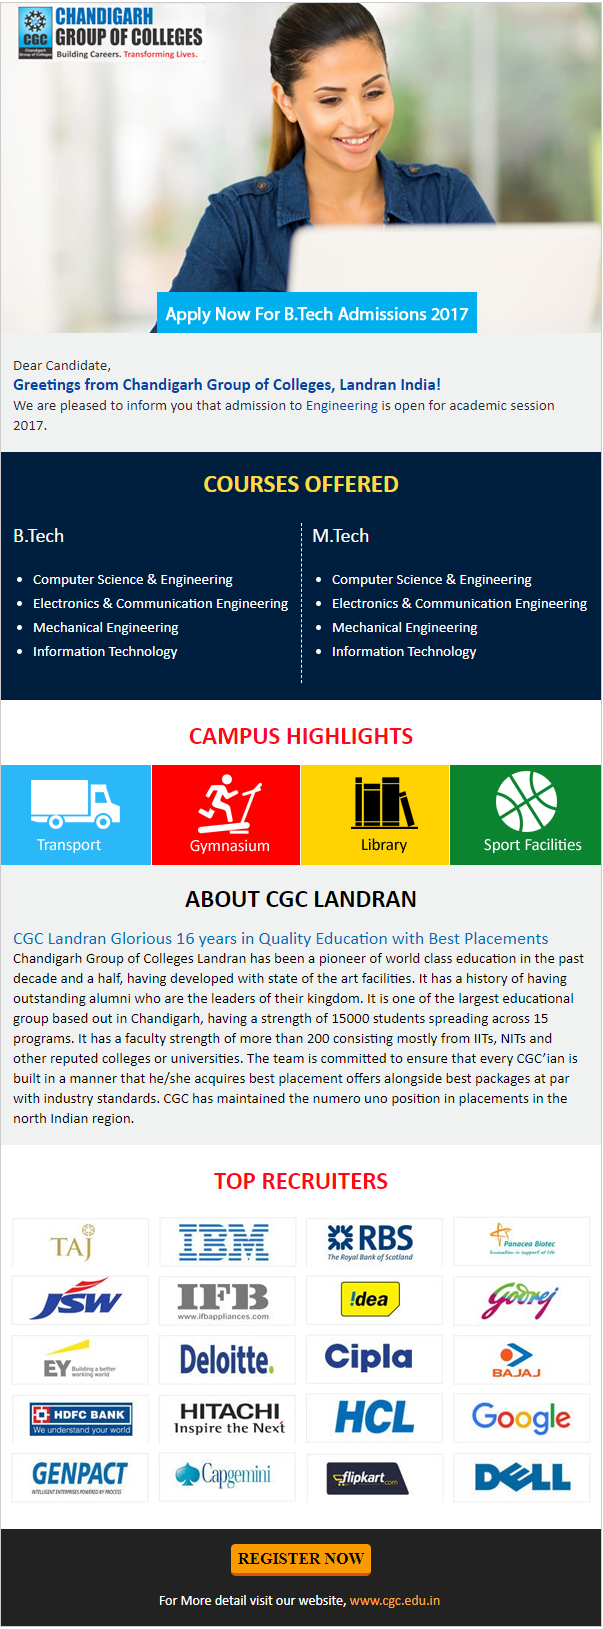 CHANDIGARH
GROUP OF COLLEGES
CGC
Chandigarh
Group of Colleges
Building Careers. Transforming Lives.
Apply Now For B.Tech Admissions 2017
Dear Candidate,
Greetings from Chandigarh Group of Colleges, Landran India!
We are pleased to inform you that admission to Engineering is open for academic session
2017.
COURSES OFFERED
B.Tech
• Computer Science & Engineering
• Electronics & Communication Engineering
• Mechanical Engineering
• Information Technology
M.Tech
• Computer Science & Engineering
• Electronics & Communication Engineering
• Mechanical Engineering
• Information Technology
CAMPUS HIGHLIGHTS
Transport
Gymnasium
Library
Sport Facilities
ABOUT CGC LANDRAN
CGC Landran Glorious 16 years in Quality Education with Best Placements
Chandigarh Group of Colleges Landran has been a pioneer of world class education in the past
decade and a half, having developed with state of the art facilities. It has a history of having
outstanding alumni who are the leaders of their kingdom. It is one of the largest educational
group based out in Chandigarh, having a strength of 15000 students spreading across 15
programs. It has a faculty strength of more than 200 consisting mostly from IITs, NITs and
other reputed colleges or universities. The team is committed to ensure that every CGC’ian is
built in a manner that he/she acquires best placement offers alongside best packages at par
with industry standards. CGC has maintained the numero uno position in placements in the
north Indian region.
TOP RECRUITERS
TAJ
IBM
RBS
The Royal Bank of Scotland
Panacea Biotec
Innovation in support of life
JSW
IFB
www.ifbappliances.com
!dea
Godrej
EY
Building a better
working world
Deloitte.
Cipla
BAJAJ
HDFC BANK
We understand your world
HITACHI
Inspire the Next
HCL
Google
GENPACT
INTELLIGENT ENTERPRISES POWERED BY PROCESS
Capgemini
flipkart.com
DELL
REGISTER NOW
For More detail visit our website, www.cgc.edu.in